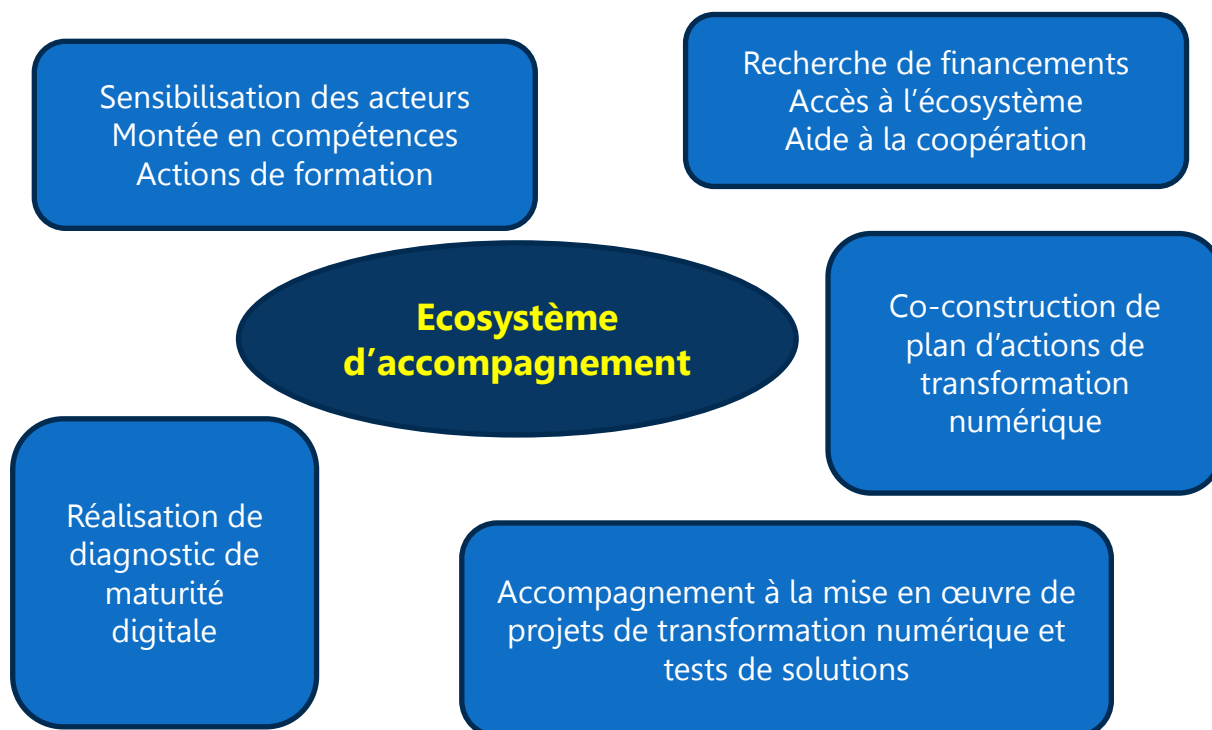 Sensibilisation des acteurs
Montée en compétences
Actions de formation
Recherche de financements
Accès à l’écosystème
Aide à la coopération
Ecosystème
d’accompagnement
Co-construction de
plan d’actions de
transformation
numérique
Réalisation de
diagnostic de
maturité
digitale
Accompagnement à la mise en œuvre de
projets de transformation numérique et
tests de solutions